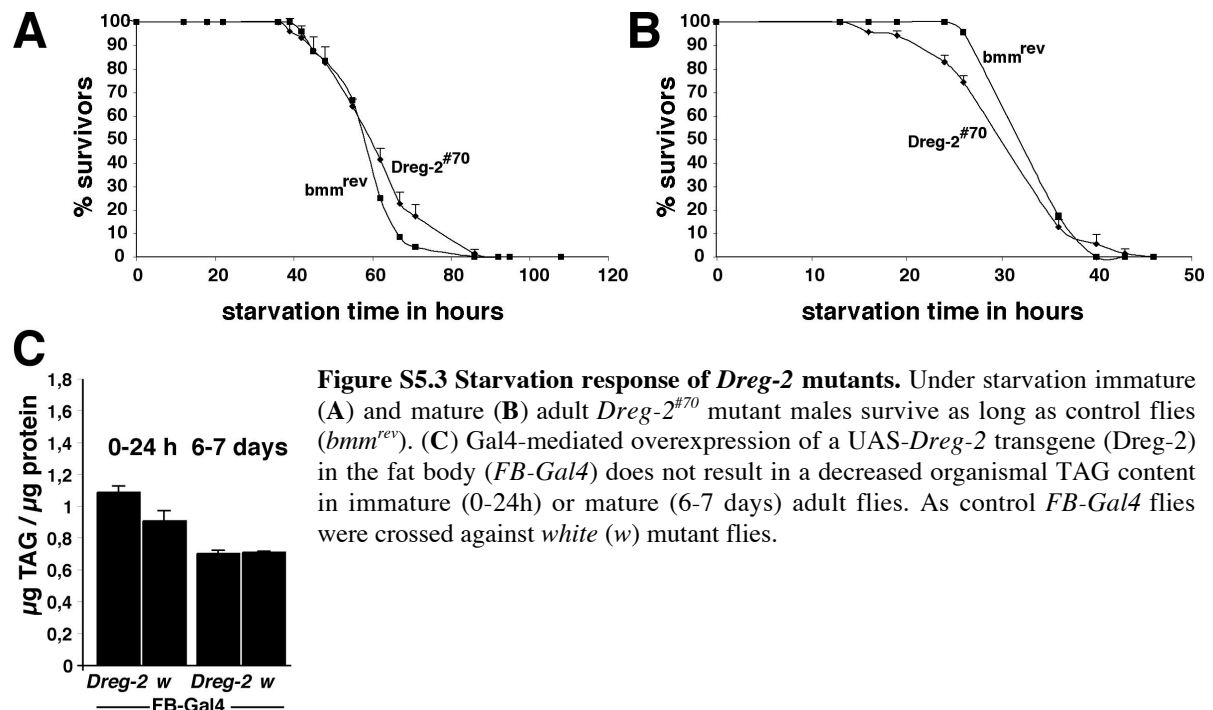 A
100
90
80
70
60
50
40
30
20
10
0
% survivors
Dreg-2#70
bmmrev
0 20 40 60 80 100 120
starvation time in hours
B
100
90
80
70
60
50
40
30
20
10
0
% survivors
bmmrev
Dreg-2#70
0 10 20 30 40 50
starvation time in hours
C
1,8
1,6
1,4
1,2
1
0,8
0,6
0,4
0,2
0
µg TAG / µg protein
0-24 h 6-7 days
Dreg-2 w Dreg-2 w
FB-Gal4
Figure S5.3 Starvation response of Dreg-2 mutants. Under starvation immature
(A) and mature (B) adult Dreg-2#70 mutant males survive as long as control flies
(bmmrev). (C) Gal4-mediated overexpression of a UAS-Dreg-2 transgene (Dreg-2)
in the fat body (FB-Gal4) does not result in a decreased organismal TAG content
in immature (0-24h) or mature (6-7 days) adult flies. As control FB-Gal4 flies
were crossed against white (w) mutant flies.